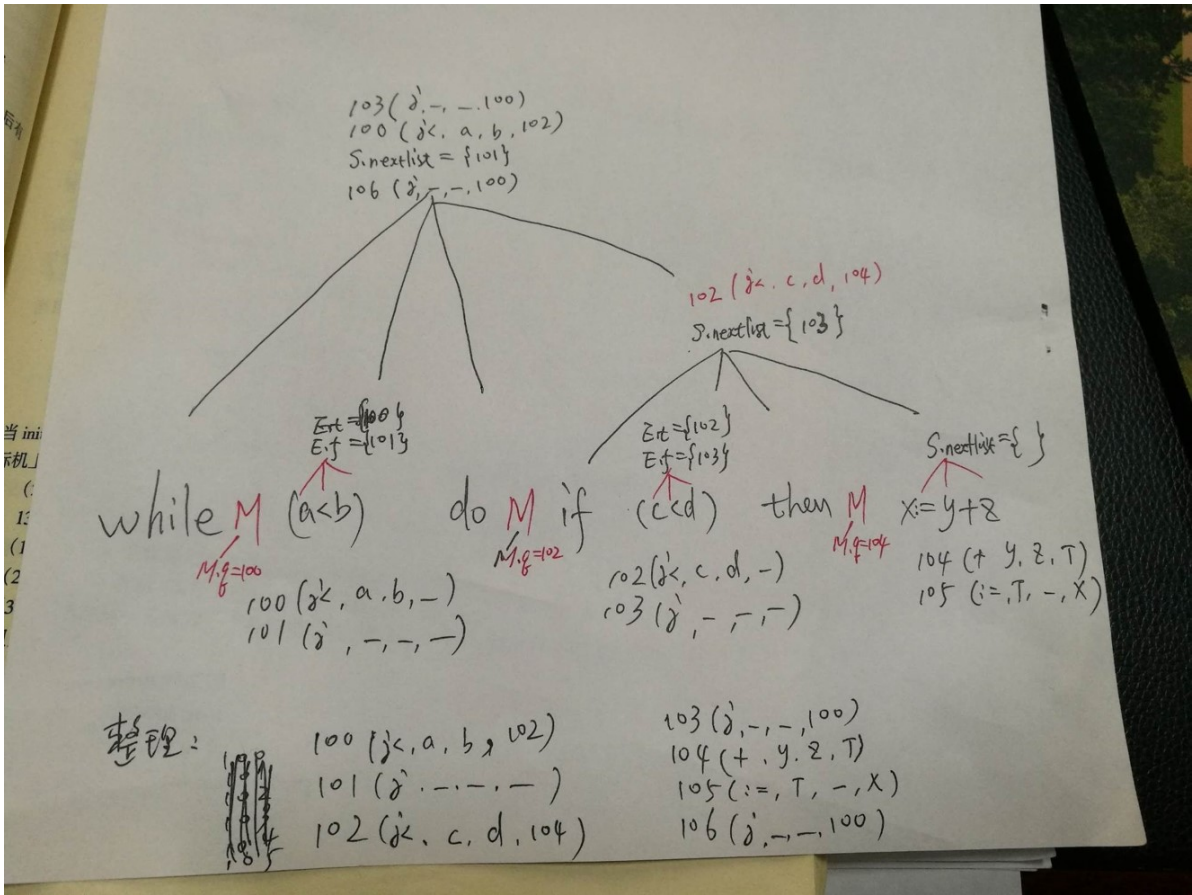 103(j,-,-,100)
100(j<,a,b,102)
S.nextlist={101}
106(j,-,-,100)
102(j<,c,d,104)
S.nextlist={103}
E.t={100}
E.f={101}
E.t={102}
E.f={103}
S.nextlist={ }
while M (a<b) do M if (c<d) then M x:=y+z
M.q=100
M.q=102
M.q=104
100(j<,a,b,-)
101(j,-,-,-)
102(j<,c,d,-)
103(j,-,-,-)
104(+ y,z,T)
105(:=,T,-,X)
整理:
100(j<,a,b,102)
101(j,-,-,-)
102(j<,c,d,104)
103(j,-,-,100)
104(+,y,z,T)
105(:=,T,-,X)
106(j,-,-,100)